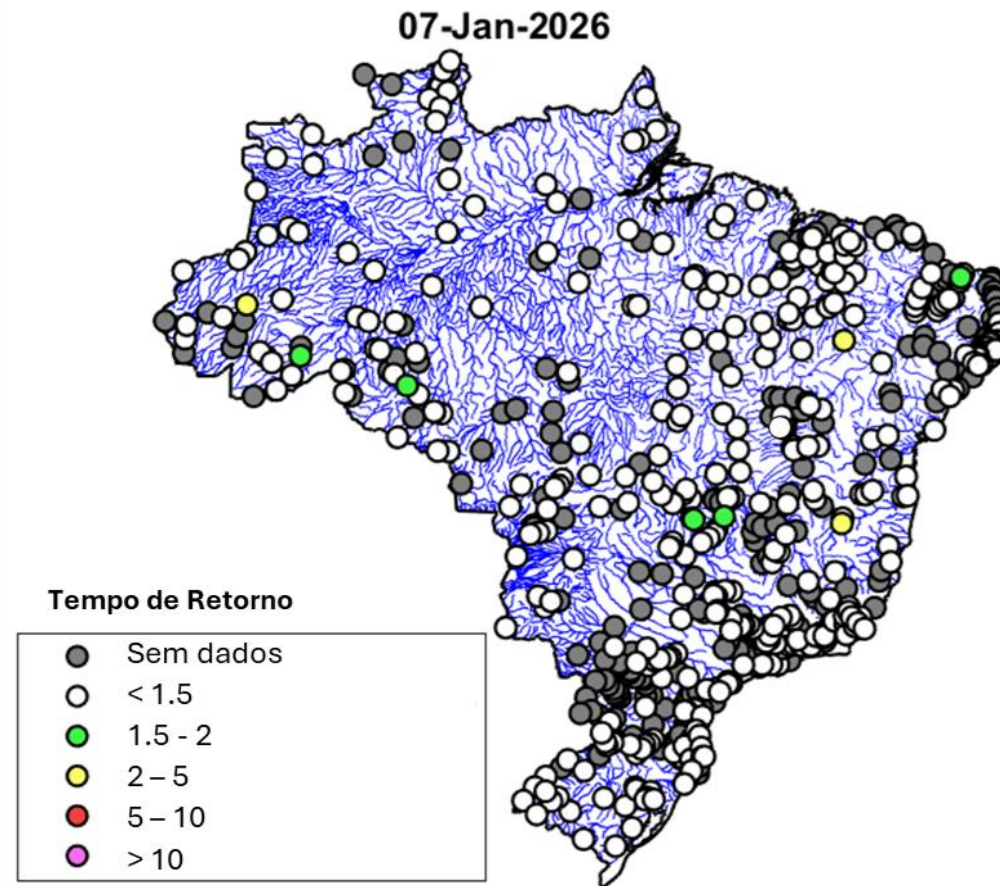 07-Jan-2026
Tempo de Retorno
Sem dados
< 1.5
1.5 - 2
2 – 5
5 – 10
> 10